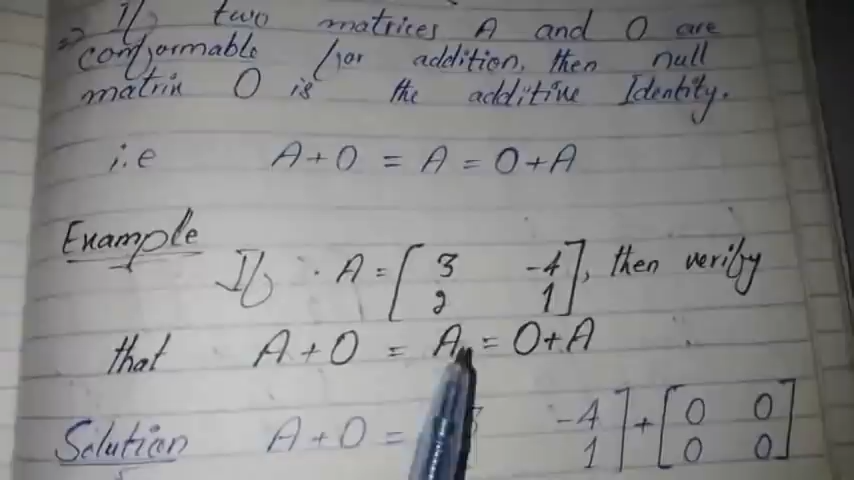 ⇒ If two matrices A and O are
conformable for addition, then null
matrix O is the additive Identity.
i.e A+O = A = O+A
Example
If A = [ 3 -4 ], then verify
2 1
that A+O = A = O+A
Solution A+O = -4 ] + [ 0 0 ]
1 0 0